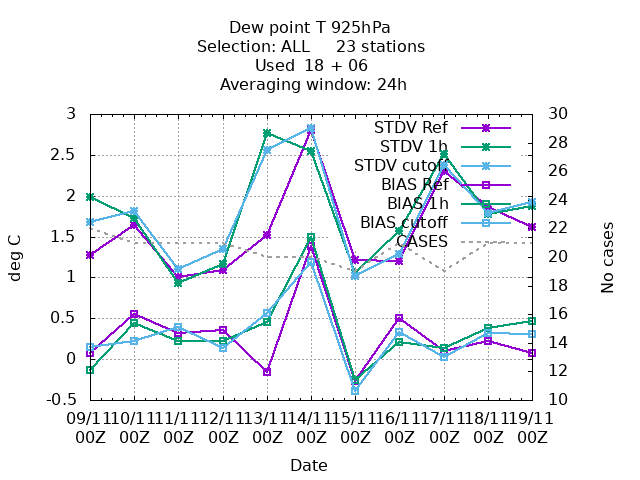 Dew point T 925hPa
Selection: ALL 23 stations
Used 18 + 06
Averaging window: 24h
3 30
STDV Ref
28
STDV 1h
2.5 STDV cutoff 26
BIAS Ref
2 24
BIAS 1h
BIAS cutoff 22
1.5 CASES
20
deg C
No cases
1 18
16
0.5
14
0
12
-0.5 10
09/11 10/11 11/11 12/11 13/11 14/11 15/11 16/11 17/11 18/11 19/11
00Z 00Z 00Z 00Z 00Z 00Z 00Z 00Z 00Z 00Z 00Z
Date